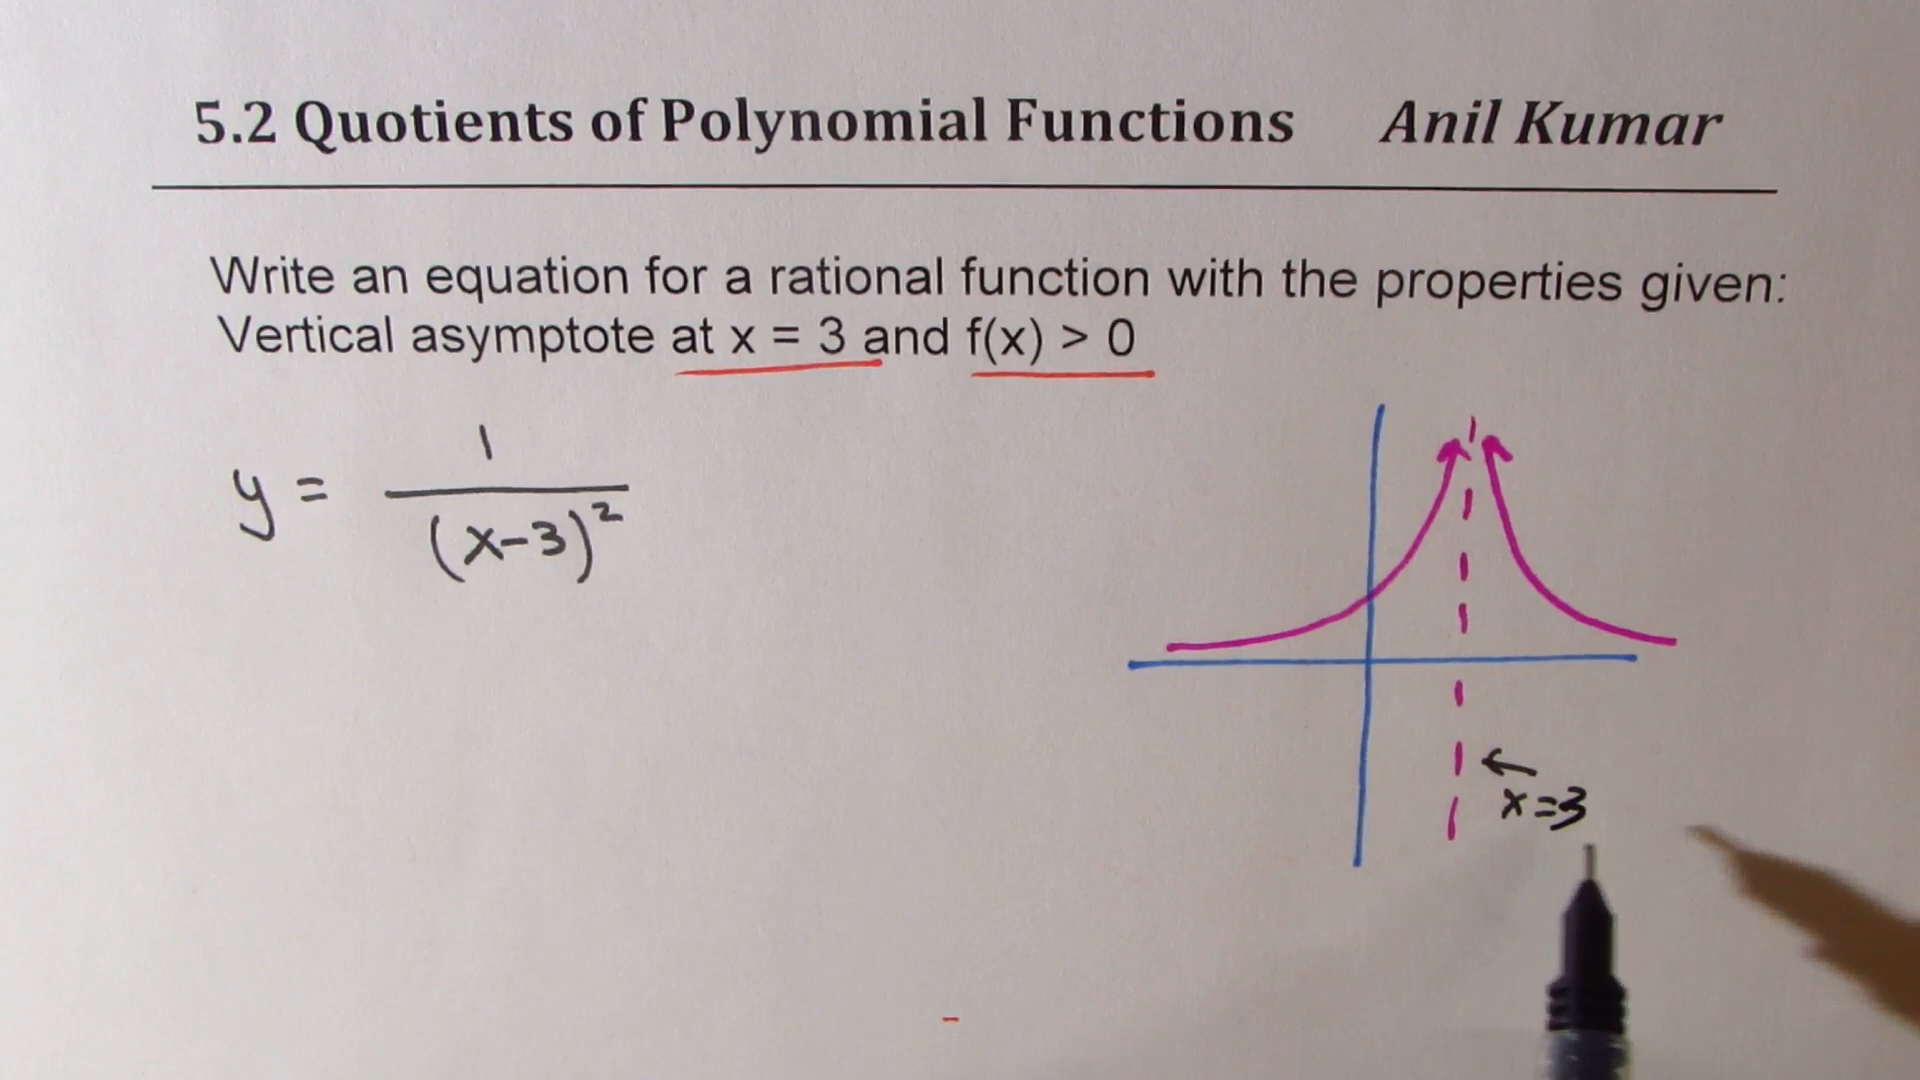 5.2 Quotients of Polynomial Functions Anil Kumar
Write an equation for a rational function with the properties given:
Vertical asymptote at x = 3 and f(x) > 0
y = 1 / (x-3)²
x=3